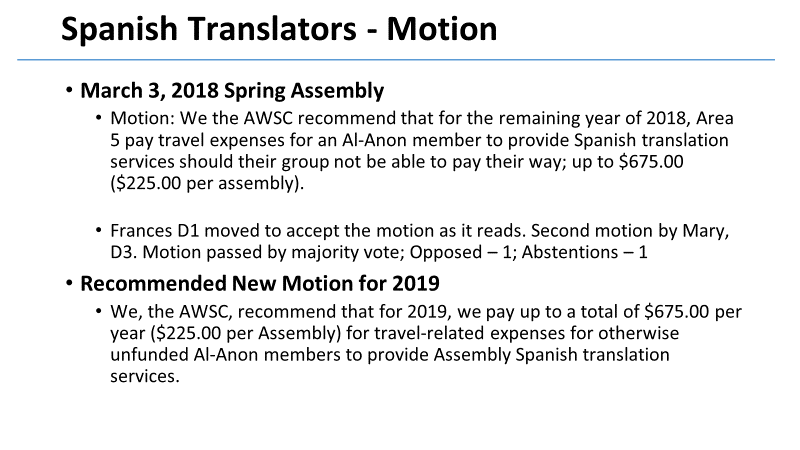 Spanish Translators - Motion
• March 3, 2018 Spring Assembly
• Motion: We the AWSC recommend that for the remaining year of 2018, Area
5 pay travel expenses for an Al-Anon member to provide Spanish translation
services should their group not be able to pay their way; up to $675.00
($225.00 per assembly).
• Frances D1 moved to accept the motion as it reads. Second motion by Mary,
D3. Motion passed by majority vote; Opposed – 1; Abstentions – 1
• Recommended New Motion for 2019
• We, the AWSC, recommend that for 2019, we pay up to a total of $675.00 per
year ($225.00 per Assembly) for travel-related expenses for otherwise
unfunded Al-Anon members to provide Assembly Spanish translation
services.